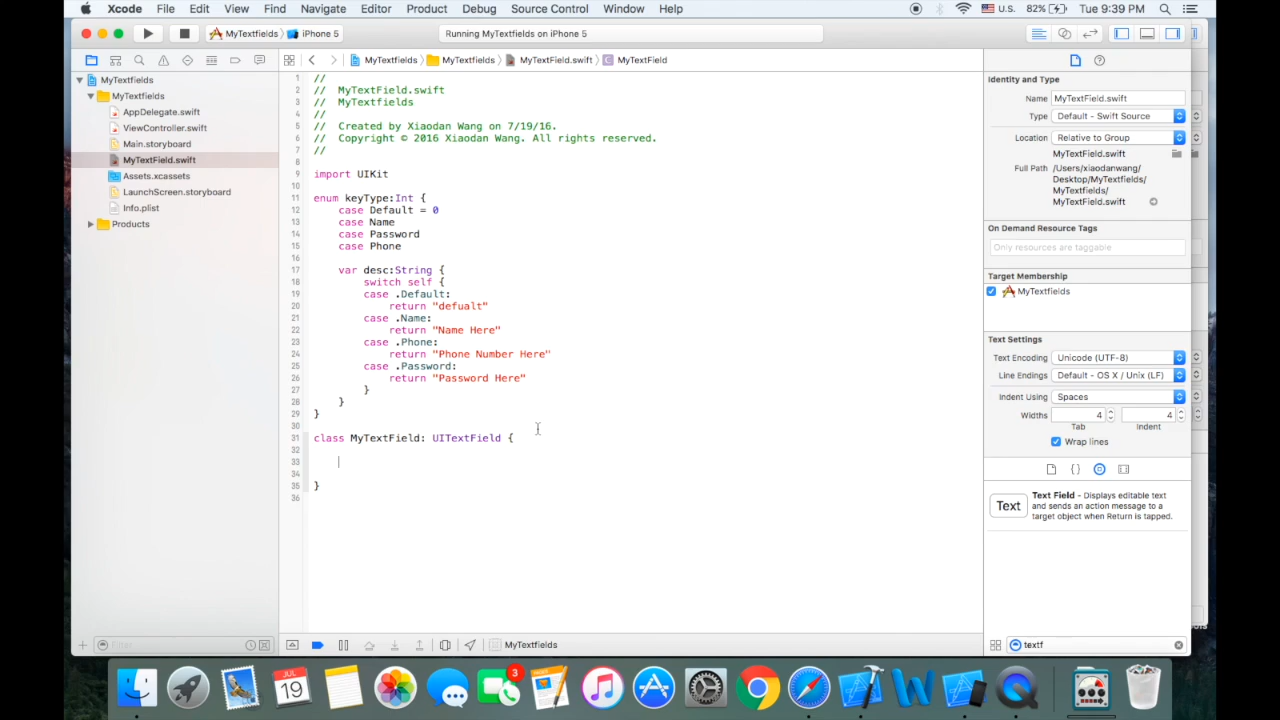 Xcode File Edit View Find Navigate Editor Product Debug Source Control Window Help U.S. 82% Tue 9:39 PM
MyTextfields iPhone 5 Running MyTextfields on iPhone 5
MyTextfields MyTextfields MyTextField.swift C MyTextField
MyTextfields
MyTextfields
AppDelegate.swift
ViewController.swift
Main.storyboard
MyTextField.swift
Assets.xcassets
LaunchScreen.storyboard
Info.plist
Products
Filter
1 //
2 // MyTextField.swift
3 // MyTextfields
4 //
5 // Created by Xiaodan Wang on 7/19/16.
6 // Copyright © 2016 Xiaodan Wang. All rights reserved.
7 //
8
9 import UIKit
10
11 enum keyType:Int {
12 case Default = 0
13 case Name
14 case Password
15 case Phone
16
17 var desc:String {
18 switch self {
19 case .Default:
20 return "defualt"
21 case .Name:
22 return "Name Here"
23 case .Phone:
24 return "Phone Number Here"
25 case .Password:
26 return "Password Here"
27 }
28 }
29 }
30
31 class MyTextField: UITextField {
32
33
34
35 }
36
MyTextfields
Identity and Type
Name MyTextField.swift
Type Default - Swift Source
Location Relative to Group
MyTextField.swift
Full Path /Users/xiaodanwang/
Desktop/MyTextfields/
MyTextfields/
MyTextField.swift
On Demand Resource Tags
Only resources are taggable
Target Membership
MyTextfields
Text Settings
Text Encoding Unicode (UTF-8)
Line Endings Default - OS X / Unix (LF)
Indent Using Spaces
Widths 4 4
Tab Indent
Wrap lines
Text
Text Field - Displays editable text
and sends an action message to a
target object when Return is tapped.
textf
JUL
19
3